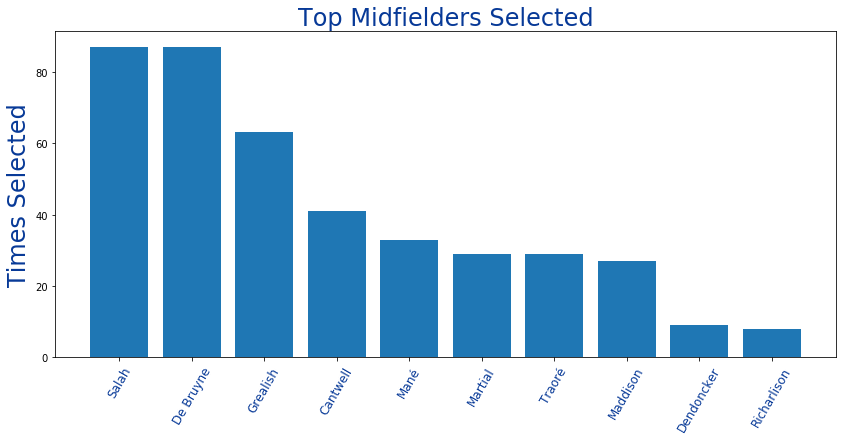 Top Midfielders Selected
Times Selected
80
60
40
20
0
Salah
De Bruyne
Grealish
Cantwell
Mané
Martial
Traoré
Maddison
Dendoncker
Richarlison